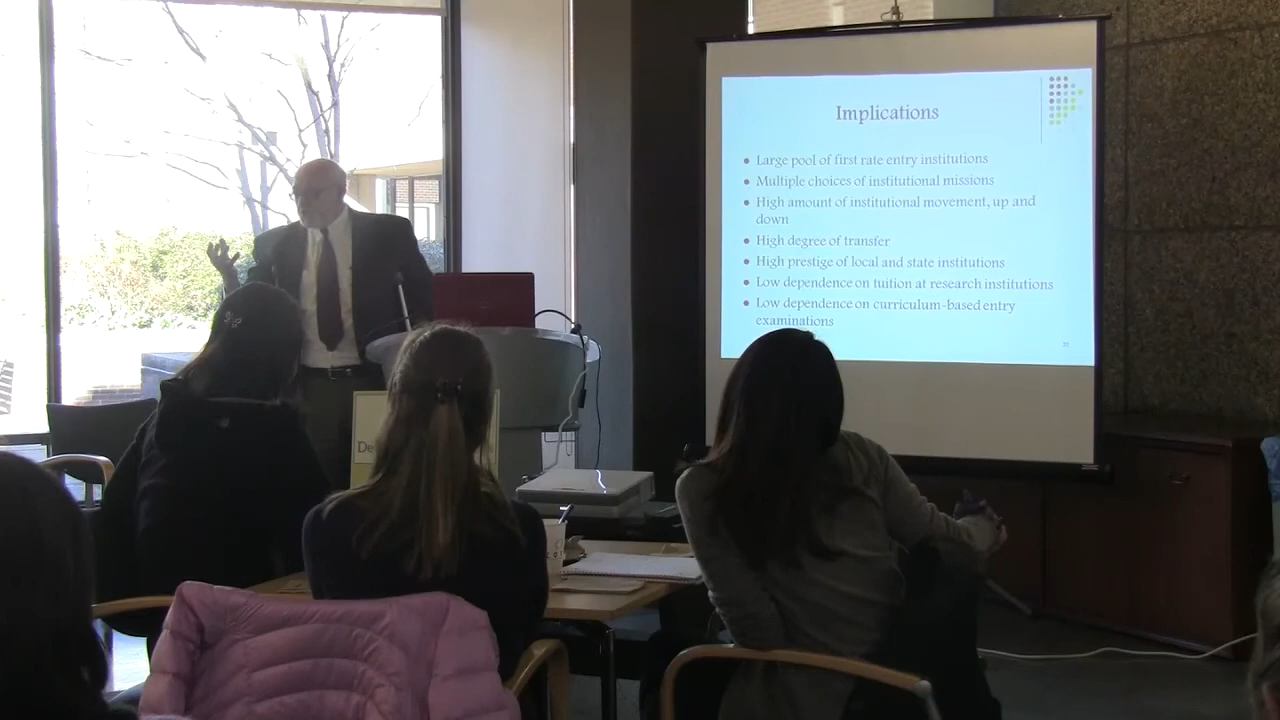 Implications
Large pool of first rate entry institutions
Multiple choices of institutional missions
High amount of institutional movement, up and
down
High degree of transfer
High prestige of local and state institutions
Low dependence on tuition at research institutions
Low dependence on curriculum-based entry
examinations
De